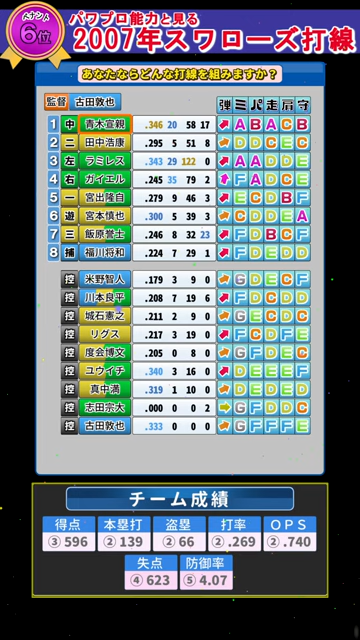 Aクラス
6位
パワプロ能力と見る
2007年スワローズ打線
あなたならどんな打線を組みますか?
監督 古田敦也 弾ミパ走肩守
1 中 青木宣親 .346 20 58 17 A B A C B
2 二 田中浩康 .295 5 51 8 D D C E C
3 左 ラミレス .343 29 122 0 A A D D E
4 右 ガイエル .245 35 79 2 F A D C E
5 一 宮出隆自 .279 9 46 3 E C D B F
6 遊 宮本慎也 .300 5 39 3 C D D E A
7 三 飯原誉士 .246 8 32 23 F D B C F
8 捕 福川将和 .224 7 29 1 F D E D D
控 米野智人 .179 3 9 0 G D E C F
控 川本良平 .208 7 19 6 F C D D D
控 城石憲之 .211 2 9 0 G C D C C
控 リグス .217 3 19 0 F C D F E
控 度会博文 .205 0 8 0 G F D E C
控 ユウイチ .340 3 16 0 D E E E F
控 真中満 .319 1 10 0 D E D E D
控 志田宗大 .000 0 0 2 G F D D C
控 古田敦也 .333 0 0 0 G F F F E
チーム成績
得点 本塁打 盗塁 打率 OPS
③ 596 ② 139 ② 66 ② .269 ② .740
失点 防御率
④ 623 ⑤ 4.07